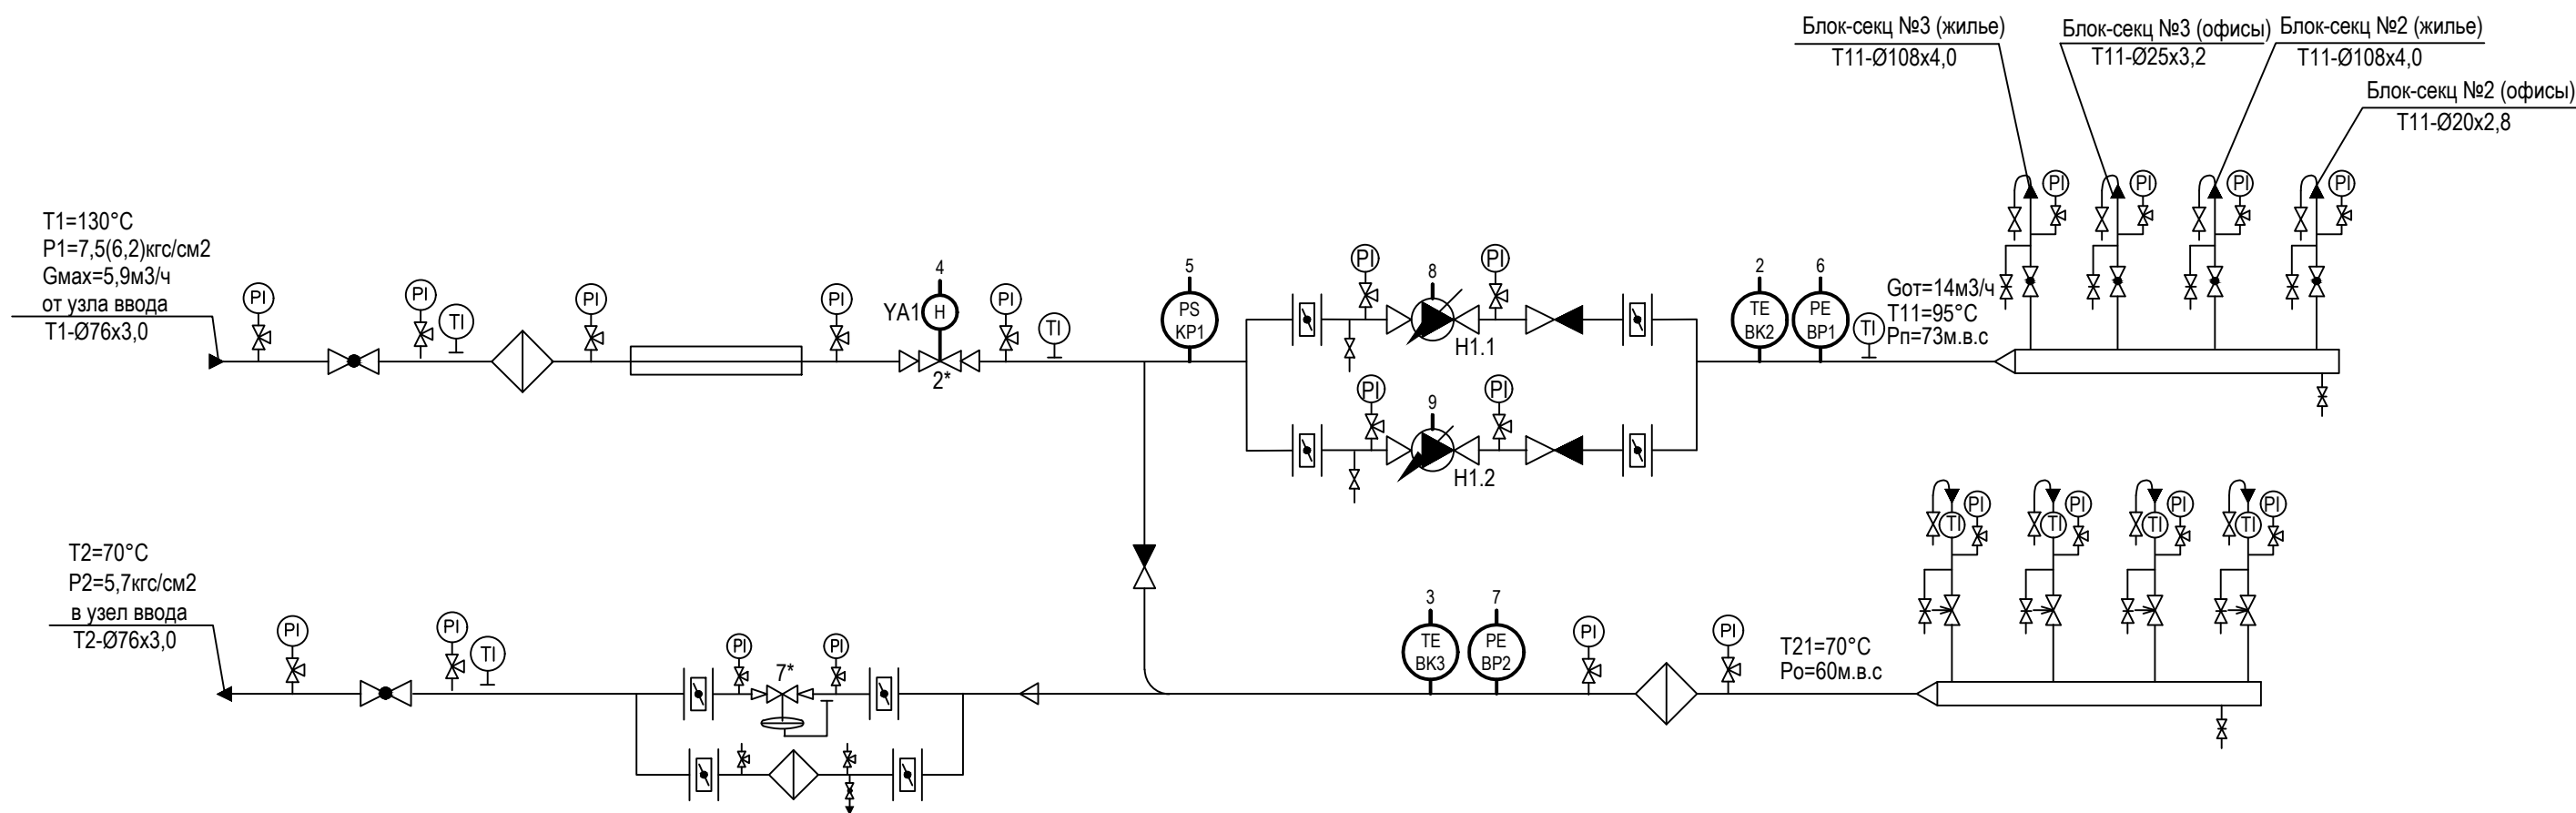 Блок-секц №3 (жилье)
Т11-Ø108х4,0
Блок-секц №3 (офисы)
Т11-Ø25х3,2
Блок-секц №2 (жилье)
Т11-Ø108х4,0
Блок-секц №2 (офисы)
Т11-Ø20х2,8
PI
PI
PI
PI
Т1=130°С
Р1=7,5(6,2)кгс/см2
Gмах=5,9м3/ч
от узла ввода
Т1-Ø76х3,0
PI
PI
TI
PI
PI
4
YA1
H
2*
PI
TI
5
PS
KP1
PI
8
PI
H1.1
PI
9
PI
H1.2
2
TE
BK2
6
PE
BP1
TI
Gот=14м3/ч
Т11=95°С
Рп=73м.в.с
TI
PI
TI
PI
TI
PI
TI
PI
Т2=70°С
Р2=5,7кгс/см2
в узел ввода
Т2-Ø76х3,0
PI
PI
TI
PI
7*
PI
3
TE
BK3
7
PE
BP2
PI
PI
Т21=70°С
Ро=60м.в.с